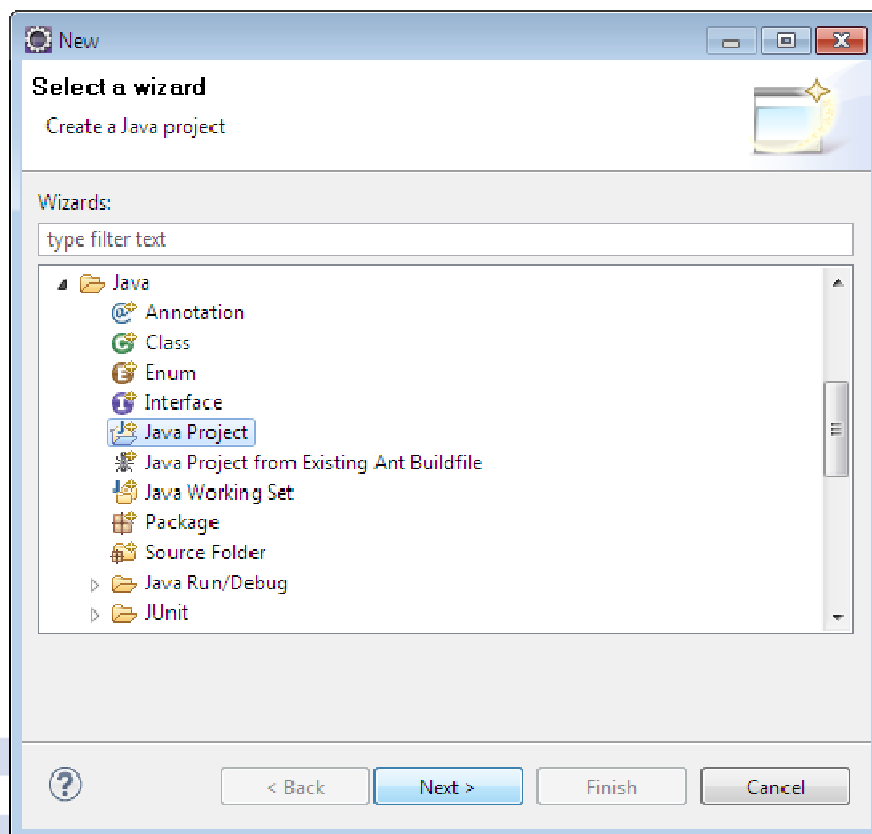 New
Select a wizard
Create a Java project
Wizards:
type filter text
Java
Annotation
Class
Enum
Interface
Java Project
Java Project from Existing Ant Buildfile
Java Working Set
Package
Source Folder
Java Run/Debug
JUnit
? < Back Next > Finish Cancel